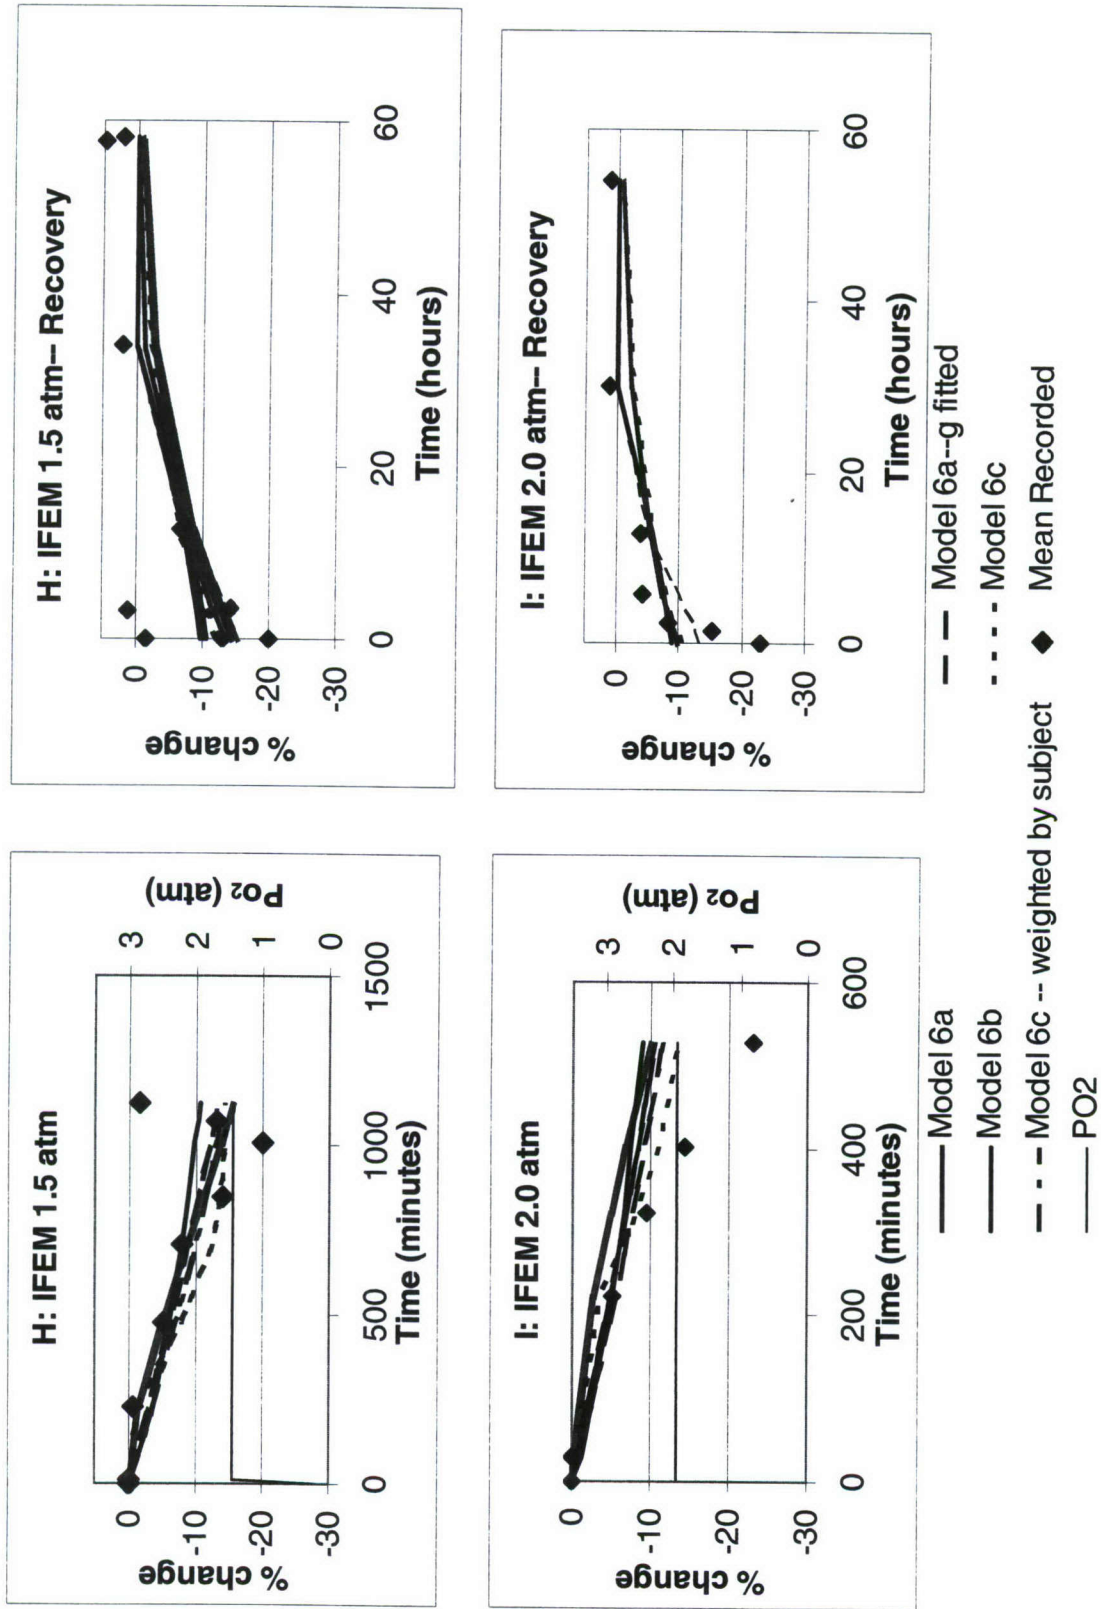 H: IFEM 1.5 atm
% change
0
-10
-20
-30
3
2
1
0
Po2 (atm)
0
500
1000
1500
Time (minutes)
H: IFEM 1.5 atm-- Recovery
% change
0
-10
-20
-30
0
20
40
60
Time (hours)
I: IFEM 2.0 atm
% change
0
-10
-20
-30
3
2
1
0
Po2 (atm)
0
200
400
600
Time (minutes)
I: IFEM 2.0 atm-- Recovery
% change
0
-10
-20
-30
0
20
40
60
Time (hours)
Model 6a
Model 6a--g fitted
Model 6b
Model 6c
Model 6c -- weighted by subject
Mean Recorded
PO2